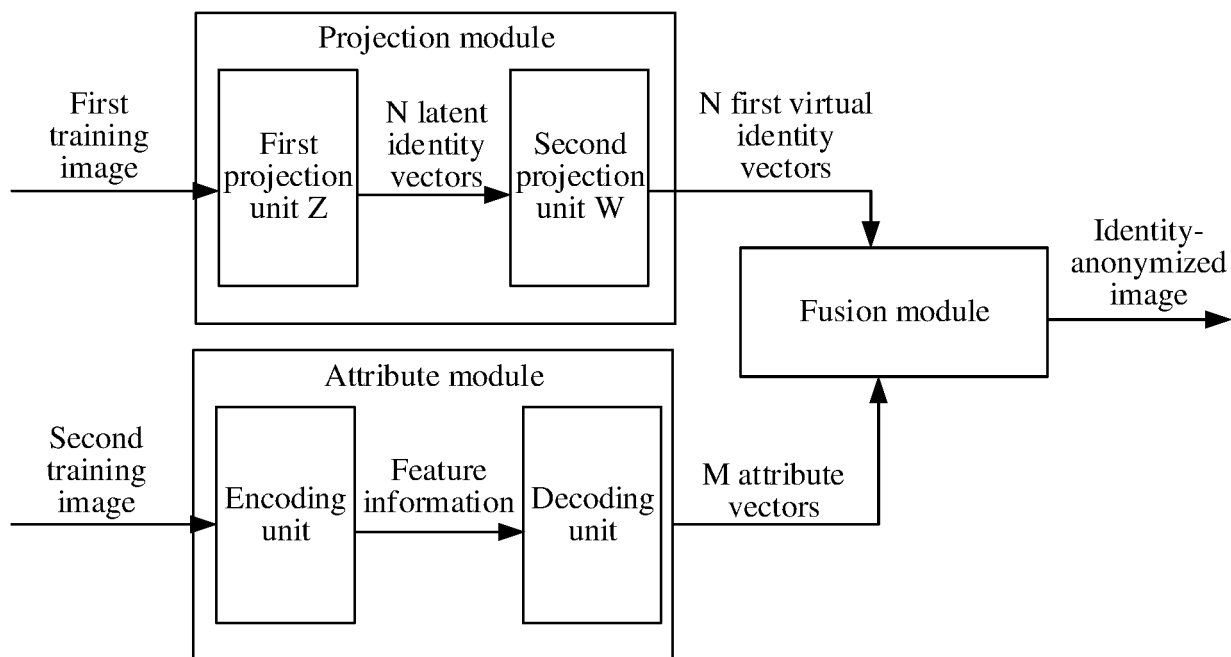 Projection module
First
training
image
First
projection
unit Z
N latent
identity
vectors
Second
projection
unit W
N first virtual
identity
vectors
Fusion module
Identity-
anonymized
image
Attribute module
Second
training
image
Encoding
unit
Feature
information
Decoding
unit
M attribute
vectors